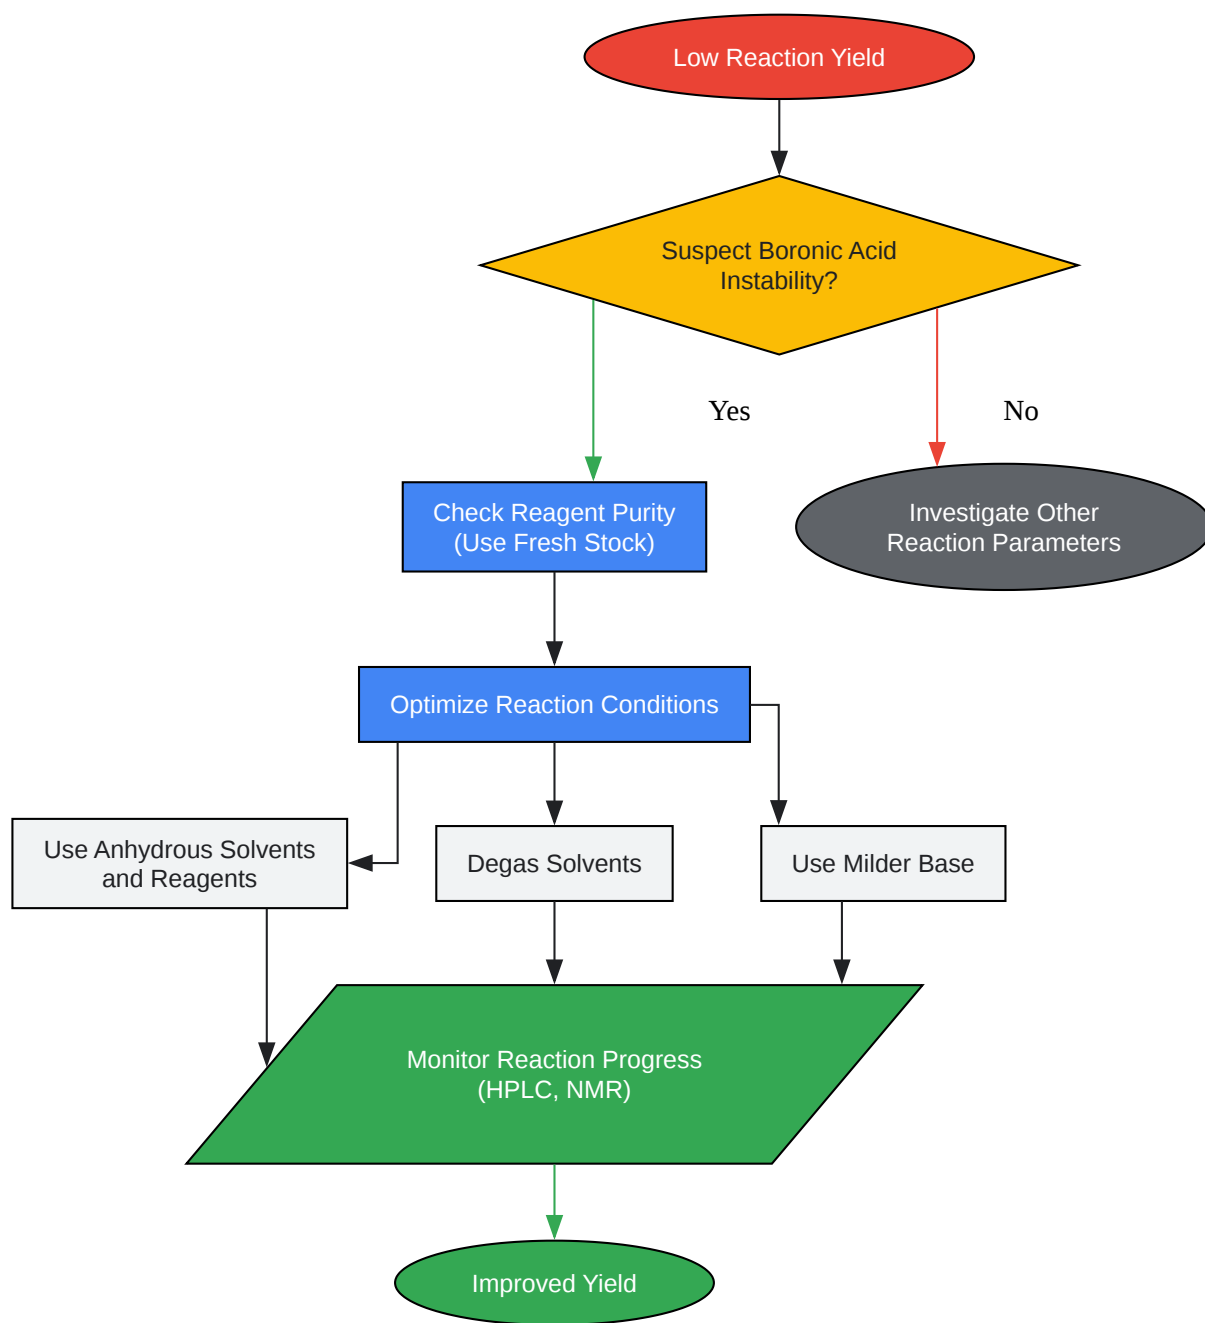 Low Reaction Yield
Suspect Boronic Acid
Instability?
Yes
No
Check Reagent Purity
(Use Fresh Stock)
Investigate Other
Reaction Parameters
Optimize Reaction Conditions
Use Anhydrous Solvents
and Reagents
Degas Solvents
Use Milder Base
Monitor Reaction Progress
(HPLC, NMR)
Improved Yield